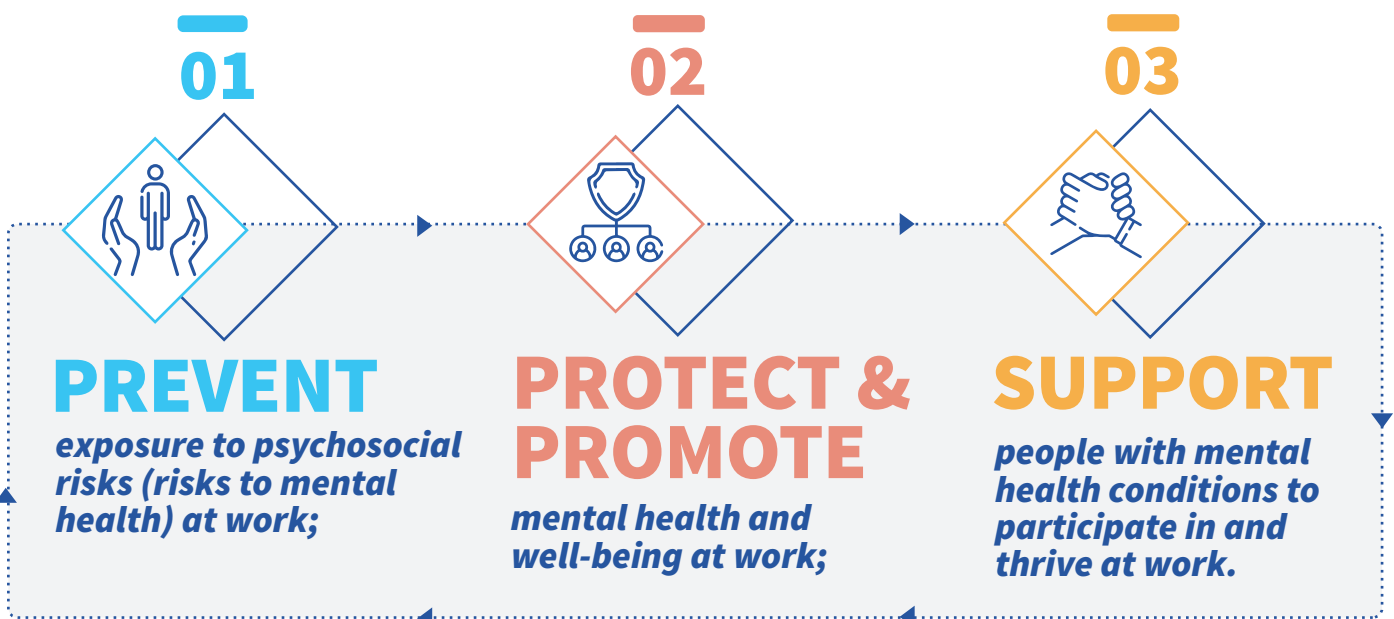 01
PREVENT
exposure to psychosocial
risks (risks to mental
health) at work;
02
PROTECT &
PROMOTE
mental health and
well-being at work;
03
SUPPORT
people with mental
health conditions to
participate in and
thrive at work.